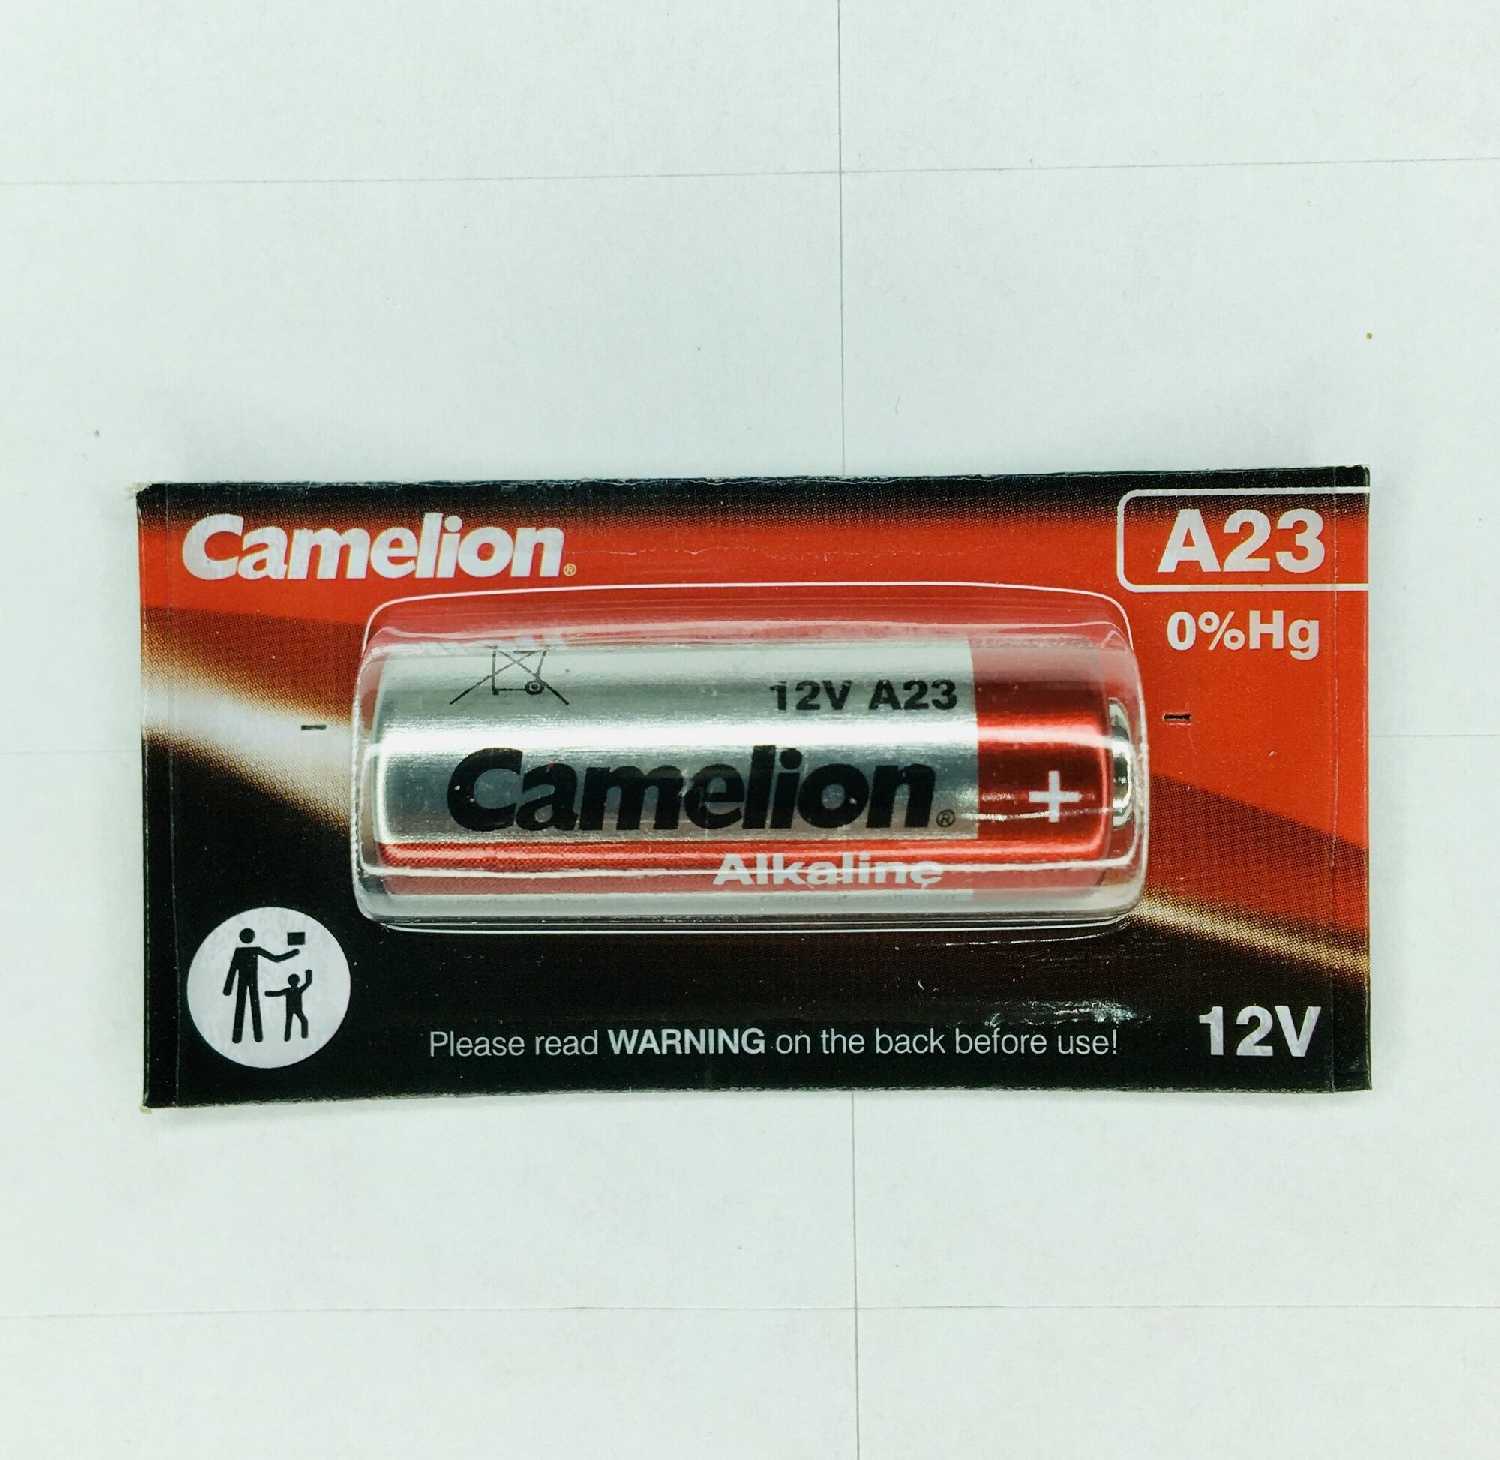 Camelion®
A23
0%Hg
12V A23
Camelion®
+
Alkaline
Please read WARNING on the back before use!
12V